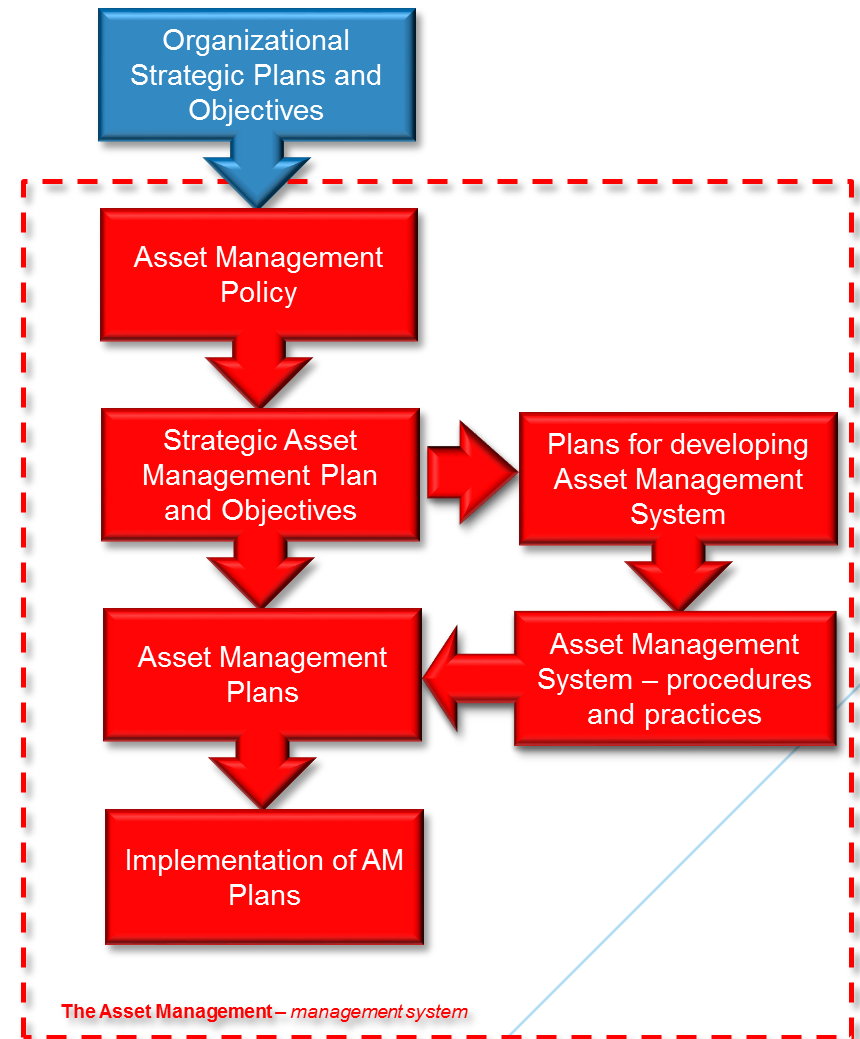 Organizational
Strategic Plans and
Objectives
Asset Management
Policy
Strategic Asset
Management Plan
and Objectives
Plans for developing
Asset Management
System
Asset Management
Plans
Asset Management
System – procedures
and practices
Implementation of AM
Plans
The Asset Management – management system